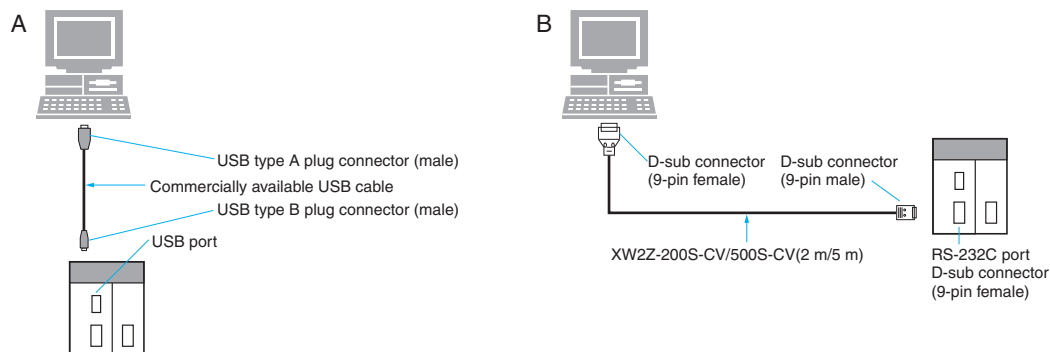 A
USB type A plug connector (male)
Commercially available USB cable
USB type B plug connector (male)
USB port
B
D-sub connector
(9-pin female)
D-sub connector
(9-pin male)
XW2Z-200S-CV/500S-CV(2 m/5 m)
RS-232C port
D-sub connector
(9-pin female)